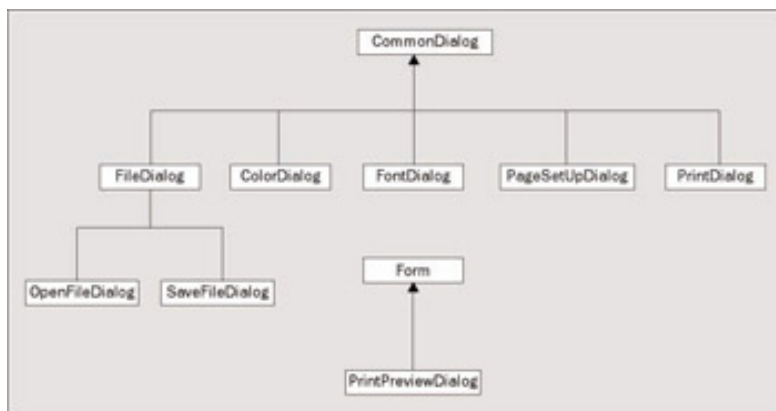 CommonDialog
FileDialog
ColorDialog
FontDialog
PageSetUpDialog
PrintDialog
OpenFileDialog
SaveFileDialog
Form
PrintPreviewDialog